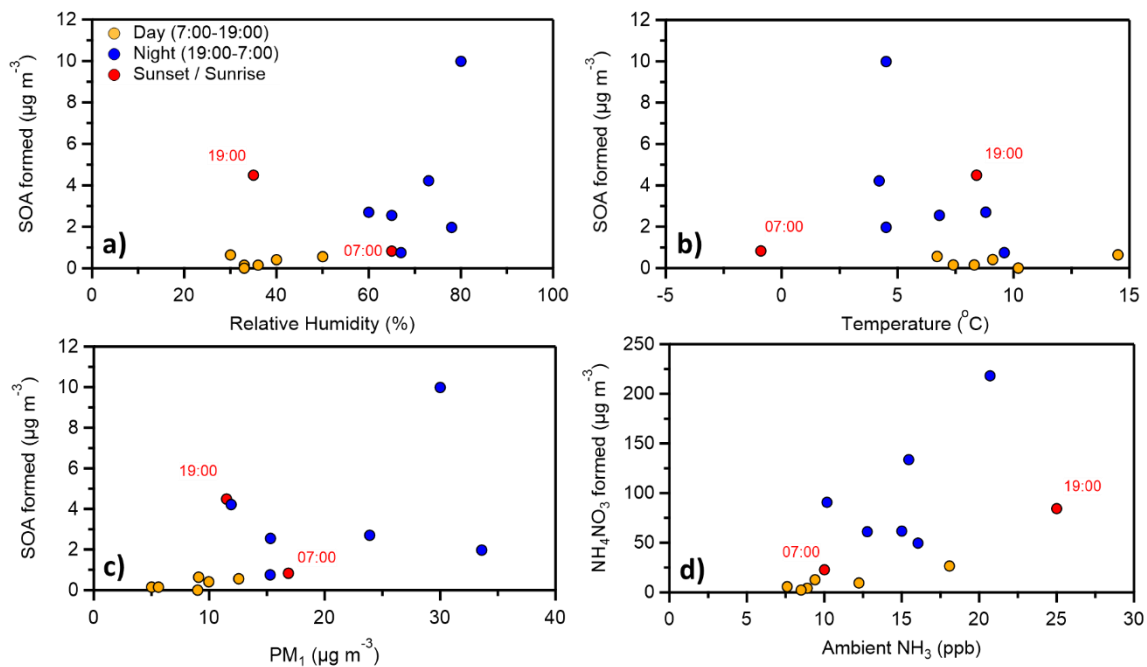 12
10
8
6
4
2
0
SOA formed (µg m⁻³)
Day (7:00-19:00)
Night (19:00-7:00)
Sunset / Sunrise
19:00
07:00
a)
0 20 40 60 80 100
Relative Humidity (%)
12
10
8
6
4
2
0
SOA formed (µg m⁻³)
19:00
07:00
b)
-5 0 5 10 15
Temperature (°C)
12
10
8
6
4
2
0
SOA formed (µg m⁻³)
19:00
07:00
c)
0 10 20 30 40
PM₁ (µg m⁻³)
250
200
150
100
50
0
NH₄NO₃ formed (µg m⁻³)
19:00
07:00
d)
0 5 10 15 20 25 30
Ambient NH₃ (ppb)